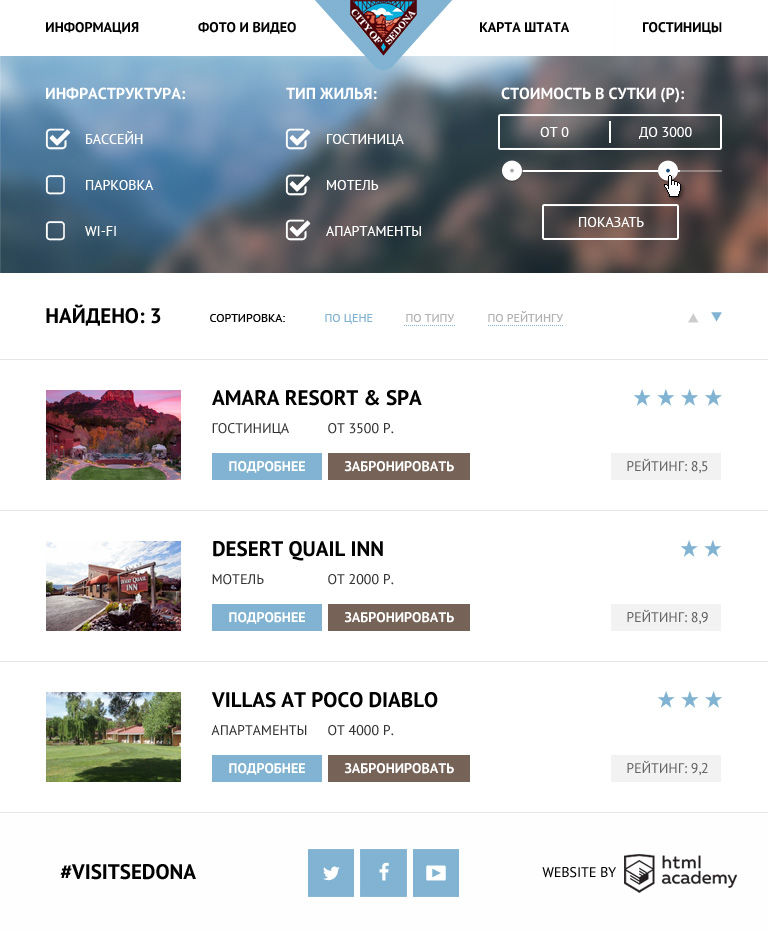 ИНФОРМАЦИЯ
ФОТО И ВИДЕО
CITY OF SEDONA
КАРТА ШТАТА
ГОСТИНИЦЫ
ИНФРАСТРУКТУРА:
БАССЕЙН
ПАРКОВКА
WI-FI
ТИП ЖИЛЬЯ:
ГОСТИНИЦА
МОТЕЛЬ
АПАРТАМЕНТЫ
СТОИМОСТЬ В СУТКИ (Р):
ОТ 0
ДО 3000
ПОКАЗАТЬ
НАЙДЕНО: 3
СОРТИРОВКА:
ПО ЦЕНЕ
ПО ТИПУ
ПО РЕЙТИНГУ
AMARA RESORT & SPA
ГОСТИНИЦА
ОТ 3500 Р.
ПОДРОБНЕЕ
ЗАБРОНИРОВАТЬ
РЕЙТИНГ: 8,5
DESERT QUAIL
INN
DESERT QUAIL INN
МОТЕЛЬ
ОТ 2000 Р.
ПОДРОБНЕЕ
ЗАБРОНИРОВАТЬ
РЕЙТИНГ: 8,9
VILLAS AT POCO DIABLO
АПАРТАМЕНТЫ
ОТ 4000 Р.
ПОДРОБНЕЕ
ЗАБРОНИРОВАТЬ
РЕЙТИНГ: 9,2
#VISITSEDONA
WEBSITE BY
html
academy